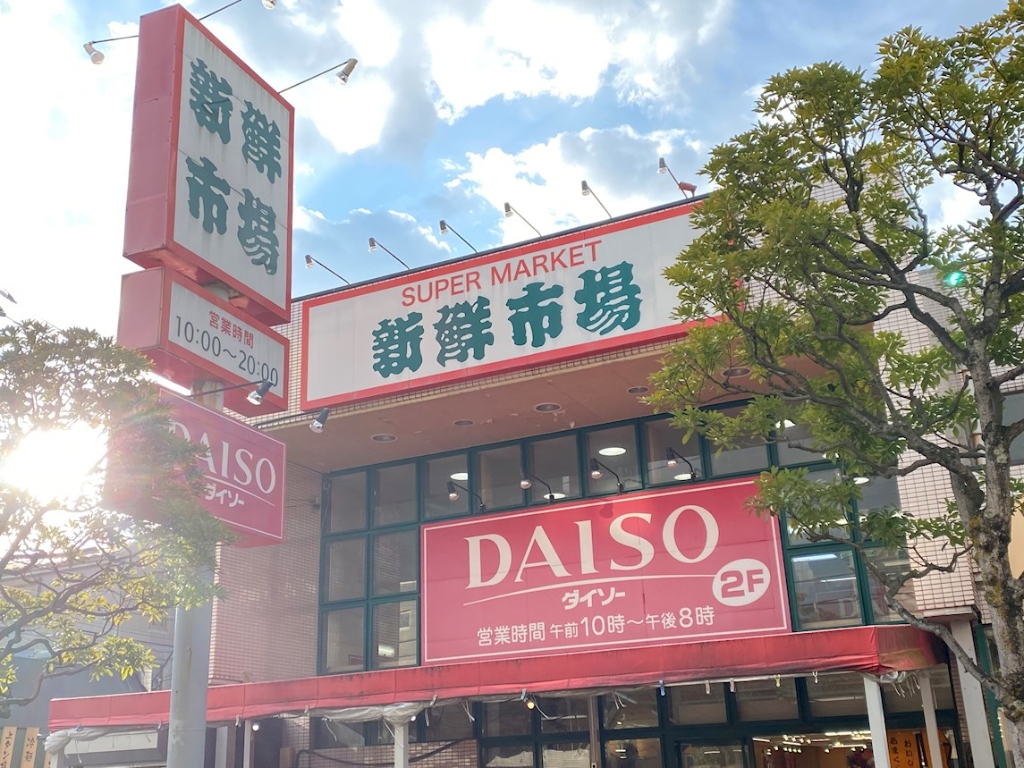 新鮮
市場
営業時間
10:00～20:00
DAISO
ダイソー
SUPER MARKET
新鮮市場
DAISO
ダイソー
2F
営業時間 午前10時～午後8時